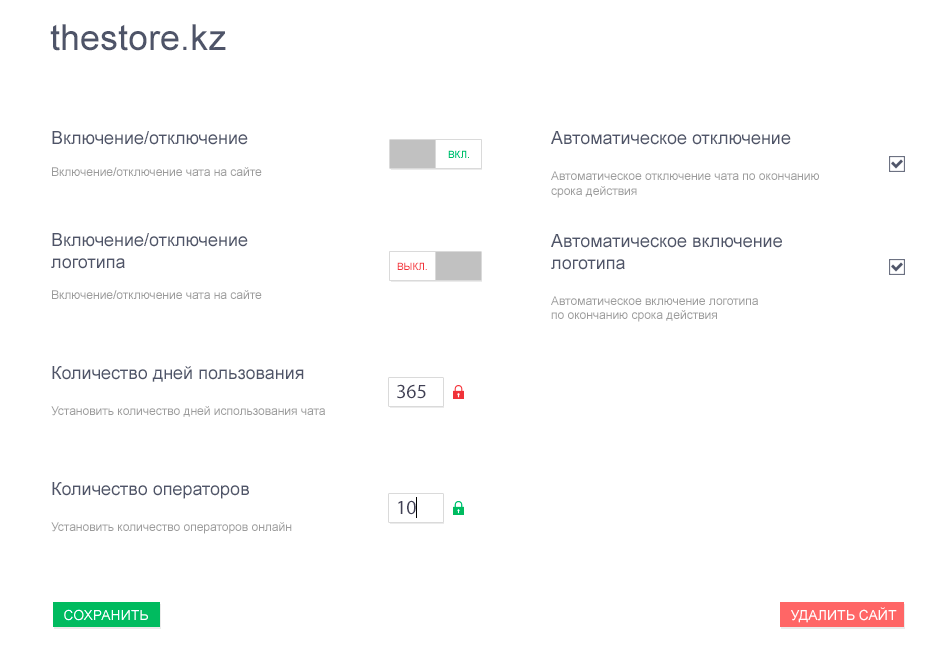 thestore.kz
Включение/отключение
Включение/отключение чата на сайте
ВКЛ.
Автоматическое отключение
Автоматическое отключение чата по окончанию
срока действия
Включение/отключение
логотипа
Включение/отключение чата на сайте
ВЫКЛ.
Автоматическое включение
логотипа
Автоматическое включение логотипа
по окончанию срока действия
Количество дней пользования
Установить количество дней использования чата
365
Количество операторов
Установить количество операторов онлайн
10
СОХРАНИТЬ
УДАЛИТЬ САЙТ